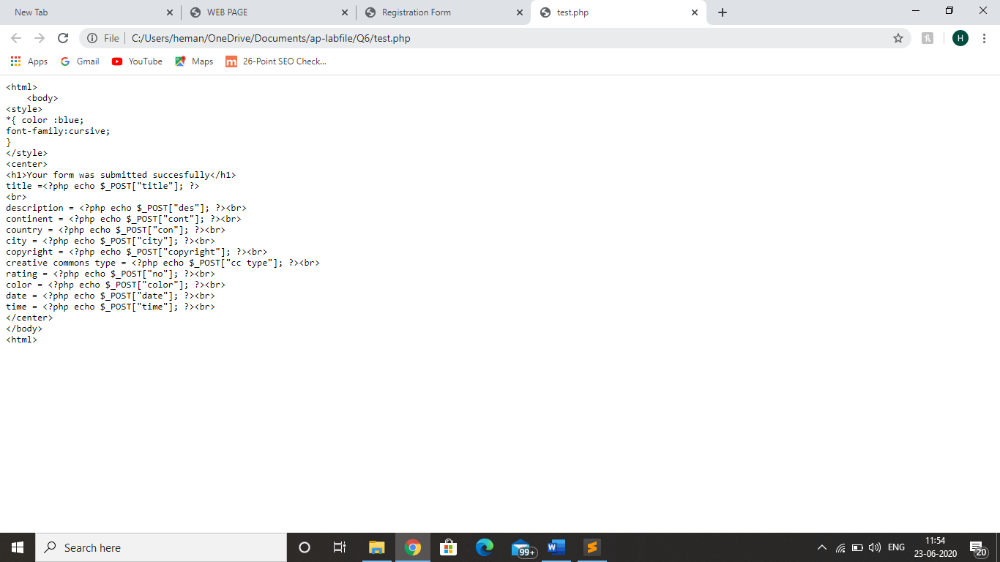 New Tab
WEB PAGE
Registration Form
test.php
File
C:/Users/heman/OneDrive/Documents/ap-labfile/Q6/test.php
H
Apps
Gmail
YouTube
Maps
m
26-Point SEO Check...
<html>
    <body>
<style>
*{ color :blue;
font-family:cursive;
}
</style>
<center>
<h1>Your form was submitted succesfully</h1>
title =<?php echo $_POST["title"]; ?>
<br>
description = <?php echo $_POST["des"]; ?><br>
continent = <?php echo $_POST["cont"]; ?><br>
country = <?php echo $_POST["con"]; ?><br>
city = <?php echo $_POST["city"]; ?><br>
copyright = <?php echo $_POST["copyright"]; ?><br>
creative commons type = <?php echo $_POST["cc type"]; ?><br>
rating = <?php echo $_POST["no"]; ?><br>
color = <?php echo $_POST["color"]; ?><br>
date = <?php echo $_POST["date"]; ?><br>
time = <?php echo $_POST["time"]; ?><br>
</center>
</body>
<html>
Search here
99+
W
ENG
11:54
23-06-2020
20